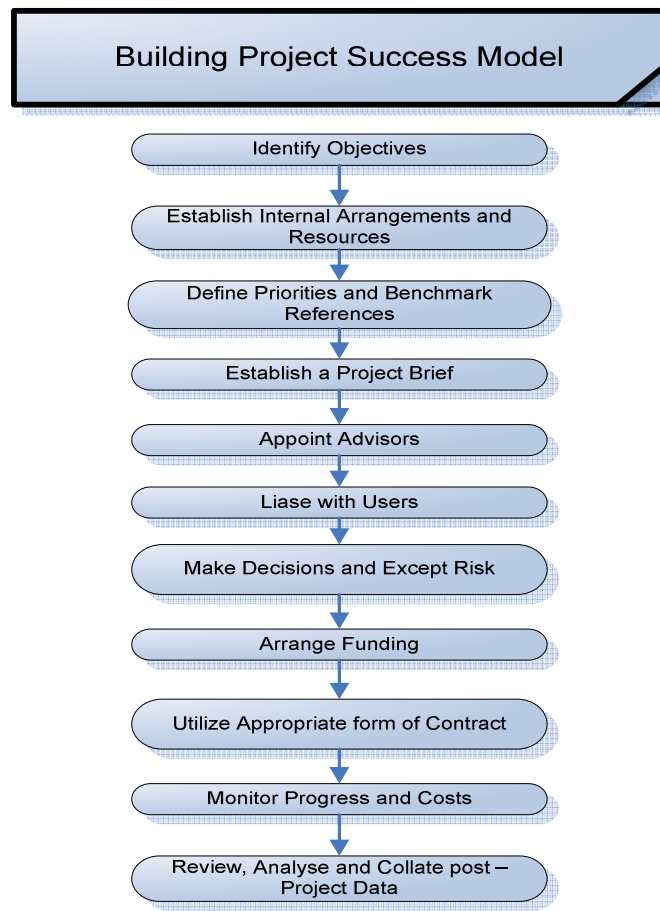 Building Project Success Model
Identify Objectives
Establish Internal Arrangements and
Resources
Define Priorities and Benchmark
References
Establish a Project Brief
Appoint Advisors
Liase with Users
Make Decisions and Except Risk
Arrange Funding
Utilize Appropriate form of Contract
Monitor Progress and Costs
Review, Analyse and Collate post –
Project Data